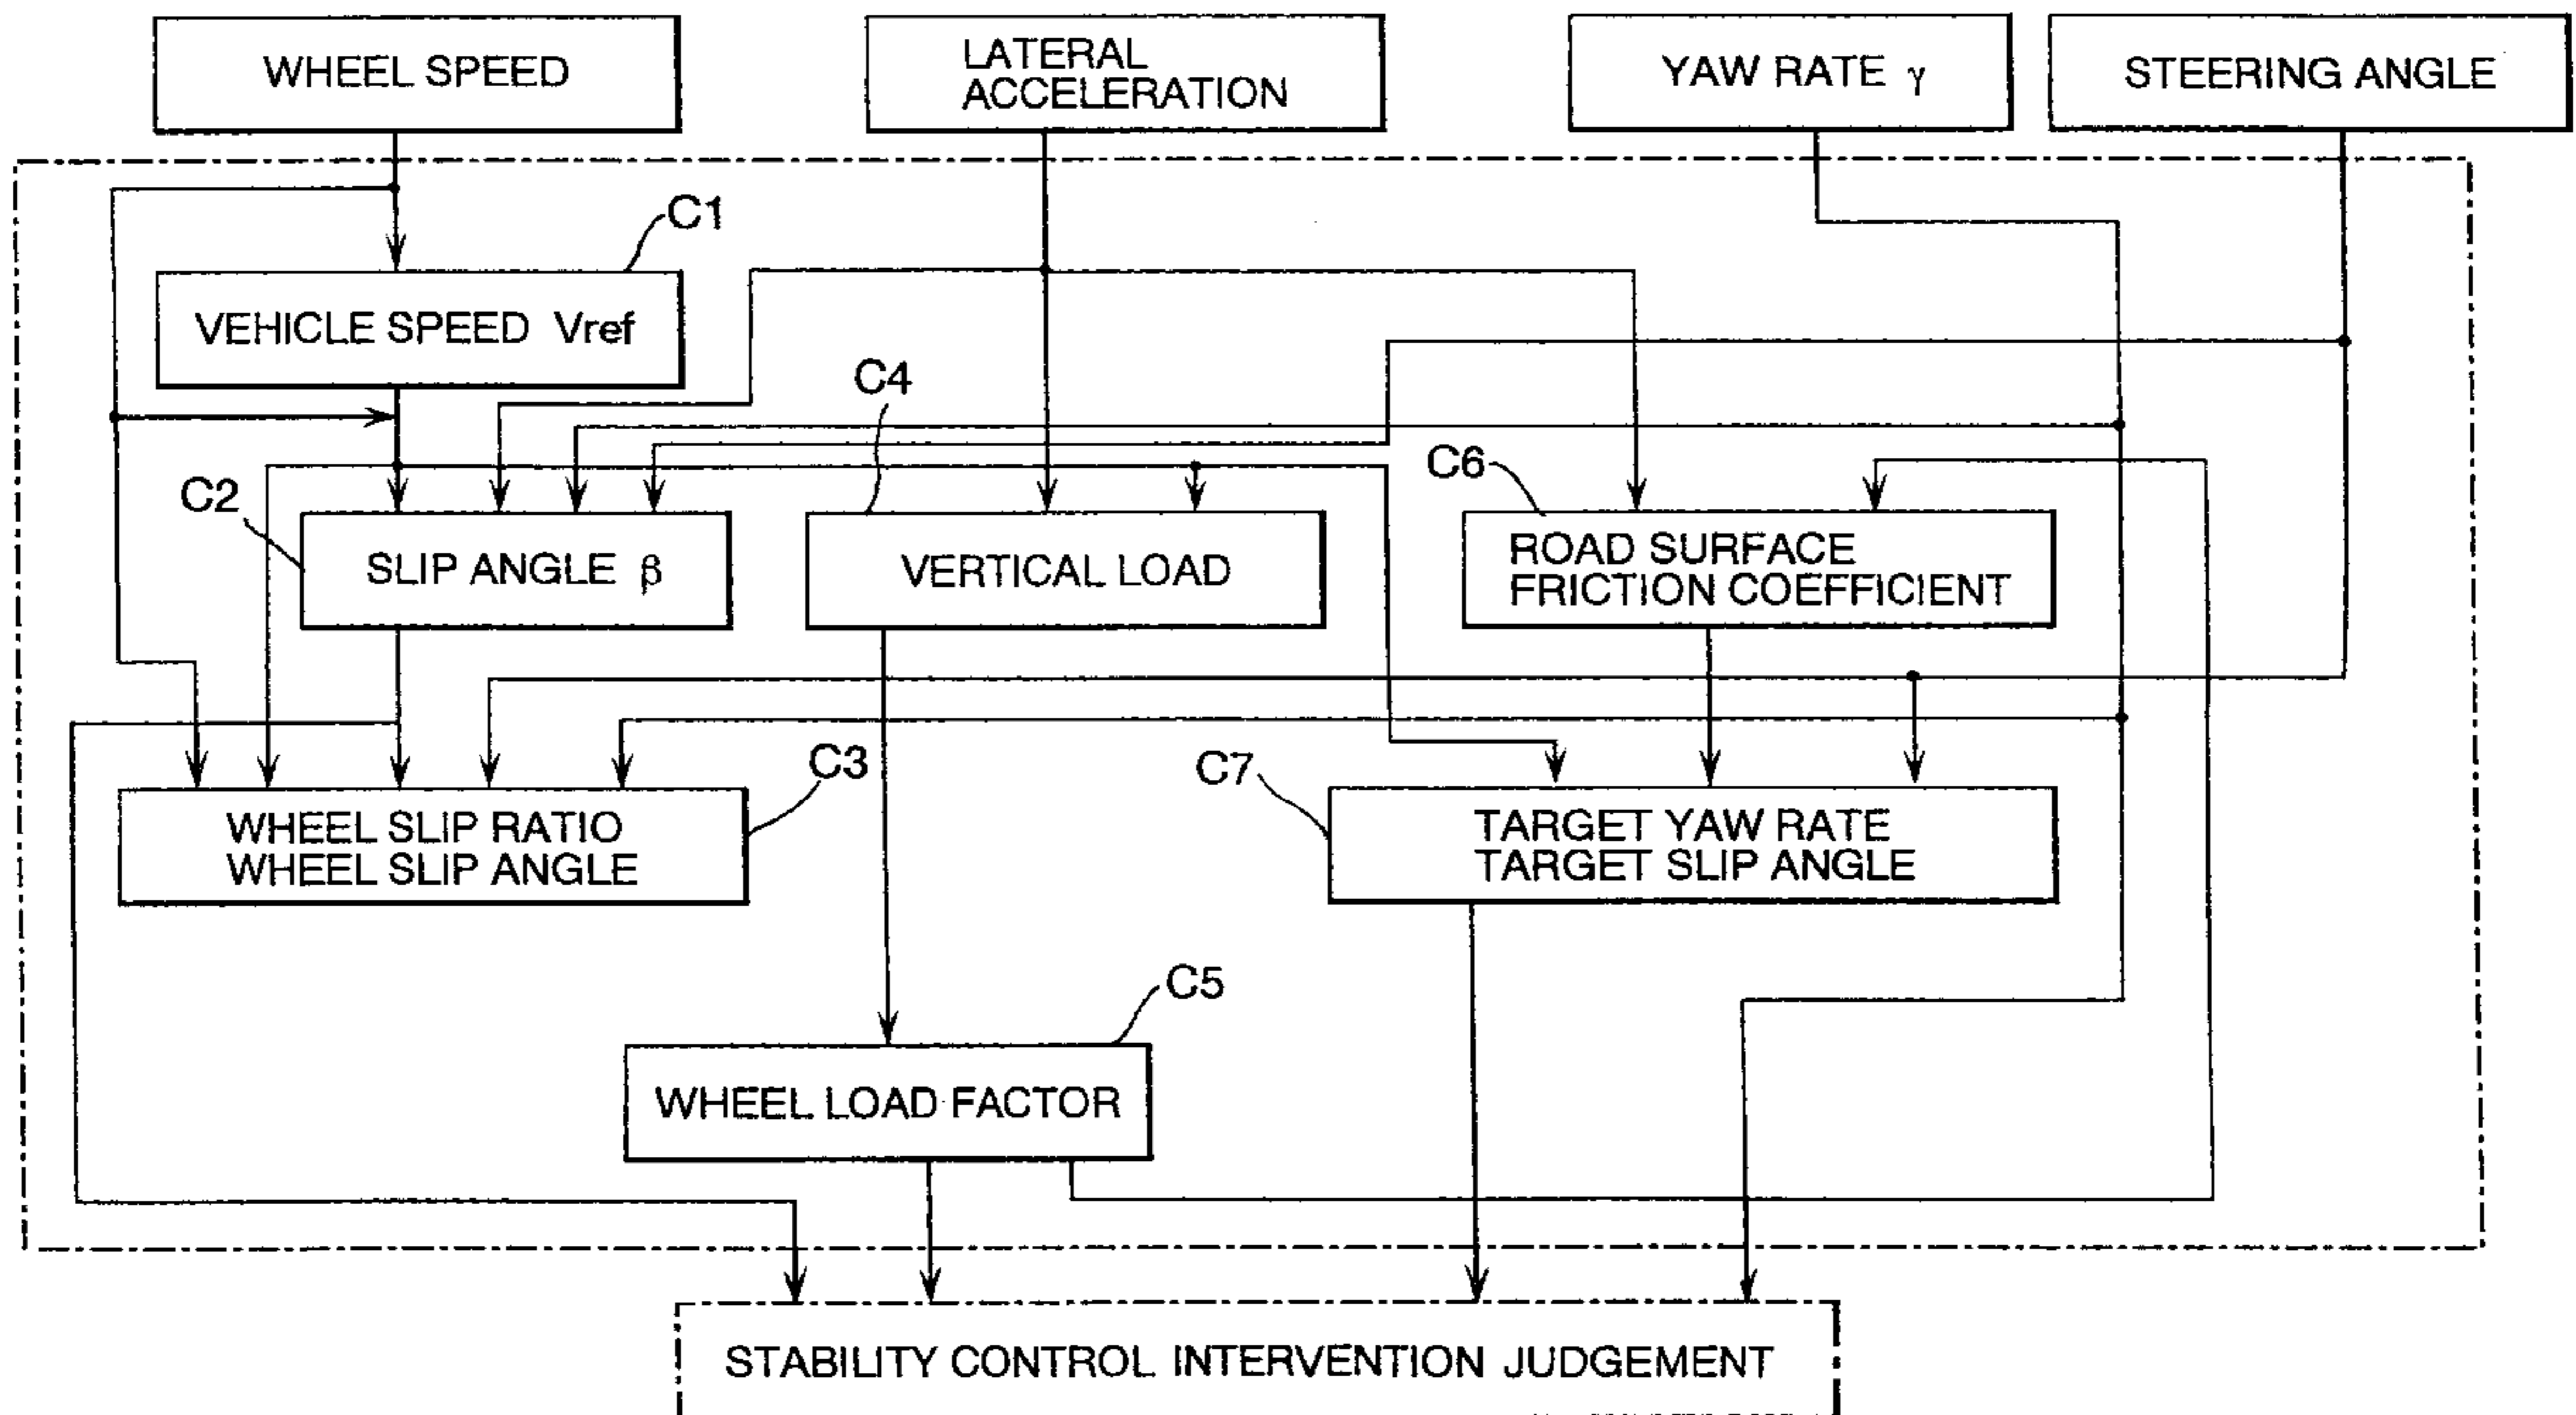 WHEEL SPEED
LATERAL
ACCELERATION
YAW RATE γ
STEERING ANGLE
C1
VEHICLE SPEED Vref
C4
C6
C2
SLIP ANGLE β
VERTICAL LOAD
ROAD SURFACE
FRICTION COEFFICIENT
C3
C7
WHEEL SLIP RATIO
WHEEL SLIP ANGLE
TARGET YAW RATE
TARGET SLIP ANGLE
C5
WHEEL LOAD FACTOR
STABILITY CONTROL INTERVENTION JUDGEMENT